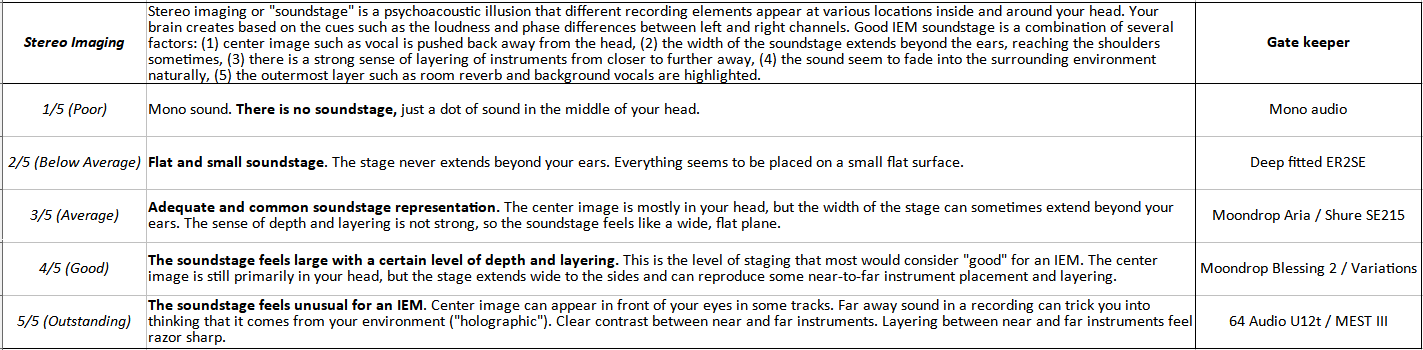 Stereo Imaging
Stereo imaging or "soundstage" is a psychoacoustic illusion that different recording elements appear at various locations inside and around your head. Your
brain creates based on the cues such as the loudness and phase differences between left and right channels. Good IEM soundstage is a combination of several
factors: (1) center image such as vocal is pushed back away from the head, (2) the width of the soundstage extends beyond the ears, reaching the shoulders
sometimes, (3) there is a strong sense of layering of instruments from closer to further away, (4) the sound seem to fade into the surrounding environment
naturally, (5) the outermost layer such as room reverb and background vocals are highlighted.
Gate keeper
1/5 (Poor)
Mono sound. There is no soundstage, just a dot of sound in the middle of your head.
Mono audio
2/5 (Below Average)
Flat and small soundstage. The stage never extends beyond your ears. Everything seems to be placed on a small flat surface.
Deep fitted ER2SE
3/5 (Average)
Adequate and common soundstage representation. The center image is mostly in your head, but the width of the stage can sometimes extend beyond your
ears. The sense of depth and layering is not strong, so the soundstage feels like a wide, flat plane.
Moondrop Aria / Shure SE215
4/5 (Good)
The soundstage feels large with a certain level of depth and layering. This is the level of staging that most would consider "good" for an IEM. The center
image is still primarily in your head, but the stage extends wide to the sides and can reproduce some near-to-far instrument placement and layering.
Moondrop Blessing 2 / Variations
5/5 (Outstanding)
The soundstage feels unusual for an IEM. Center image can appear in front of your eyes in some tracks. Far away sound in a recording can trick you into
thinking that it comes from your environment ("holographic"). Clear contrast between near and far instruments. Layering between near and far instruments feel
razor sharp.
64 Audio U12t / MEST III